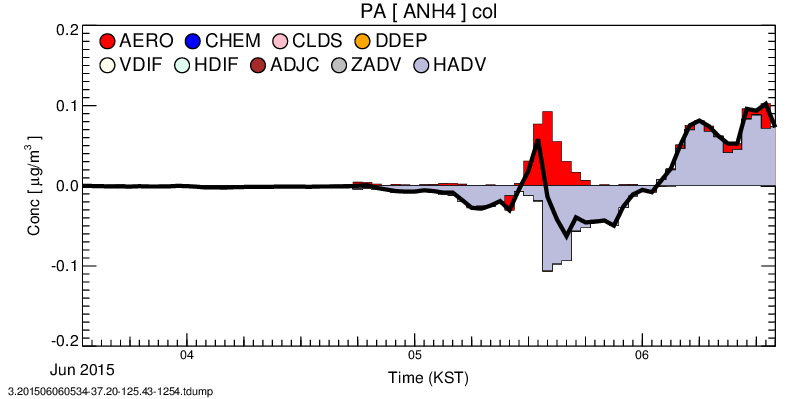 PA [ ANH4 ] col
AERO CHEM CLDS DDEP
VDIF HDIF ADJC ZADV HADV
0.2
0.1
0.0
-0.1
-0.2
Conc [ μg/m³ ]
04 05 06
Jun 2015
Time (KST)
3.201506060534-37.20-125.43-1254.tdump